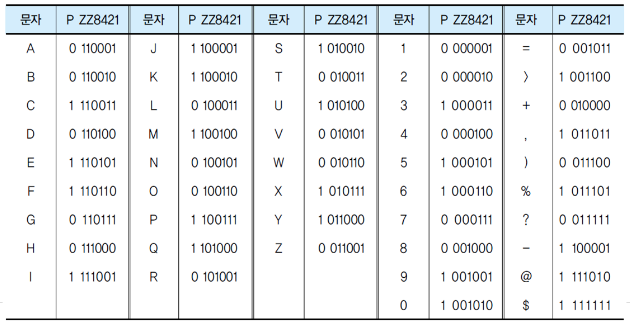 문자 P ZZ8421 문자 P ZZ8421 문자 P ZZ8421 문자 P ZZ8421 문자 P ZZ8421
A 0 110001 J 1 100001 S 1 010010 1 0 000001 = 0 001011
B 0 110010 K 1 100010 T 0 010011 2 0 000010 〉 1 001100
C 1 110011 L 0 100011 U 1 010100 3 1 000011 + 0 010000
D 0 110100 M 1 100100 V 0 010101 4 0 000100 , 1 011011
E 1 110101 N 0 100101 W 0 010110 5 1 000101 ) 0 011100
F 1 110110 O 0 100110 X 1 010111 6 1 000110 % 1 011101
G 0 110111 P 1 100111 Y 1 011000 7 0 000111 ? 0 011111
H 0 111000 Q 1 101000 Z 0 011001 8 0 001000 - 1 100001
I 1 111001 R 0 101001 9 1 001001 @ 1 111010
0 1 001010 $ 1 111111